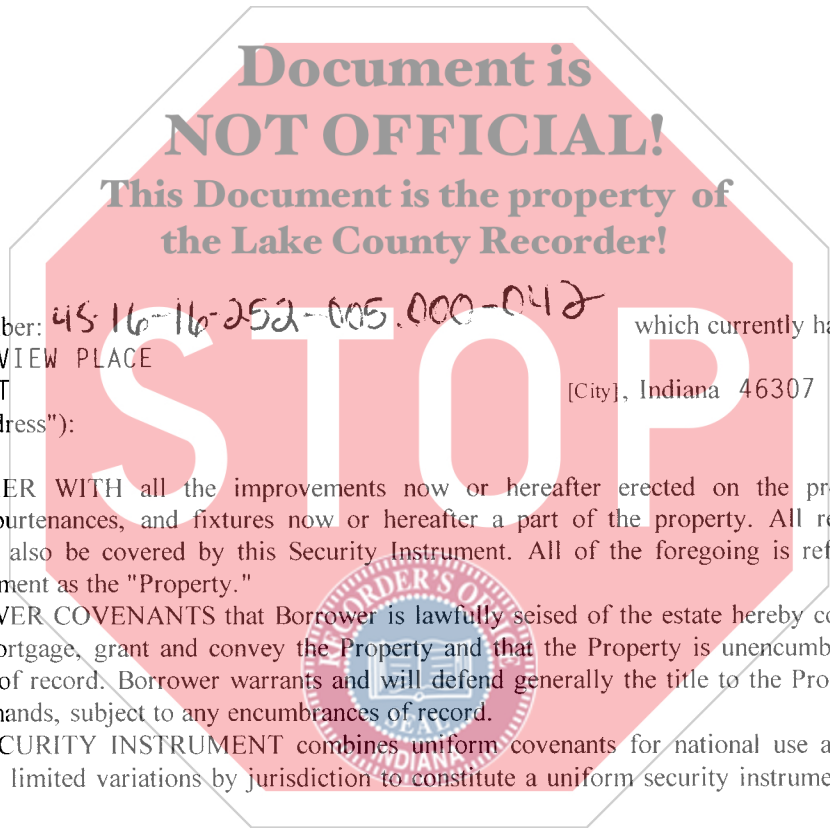 Document is
NOT OFFICIAL!
This Document is the property of
the Lake County Recorder!
ber: 45-16-16-252-005.000-042 which currently ha
VIEW PLACE
T [City], Indiana 46307
dress"):
STOP
ER WITH all the improvements now or hereafter erected on the pr
purtenances, and fixtures now or hereafter a part of the property. All re
also be covered by this Security Instrument. All of the foregoing is ref
ment as the "Property."
VER COVENANTS that Borrower is lawfully seised of the estate hereby co
ortgage, grant and convey the Property and that the Property is unencumb
of record. Borrower warrants and will defend generally the title to the Pro
nands, subject to any encumbrances of record.
CURITY INSTRUMENT combines uniform covenants for national use a
limited variations by jurisdiction to constitute a uniform security instrume
RECORDER'S OFFICE
SEAL
INDIANA